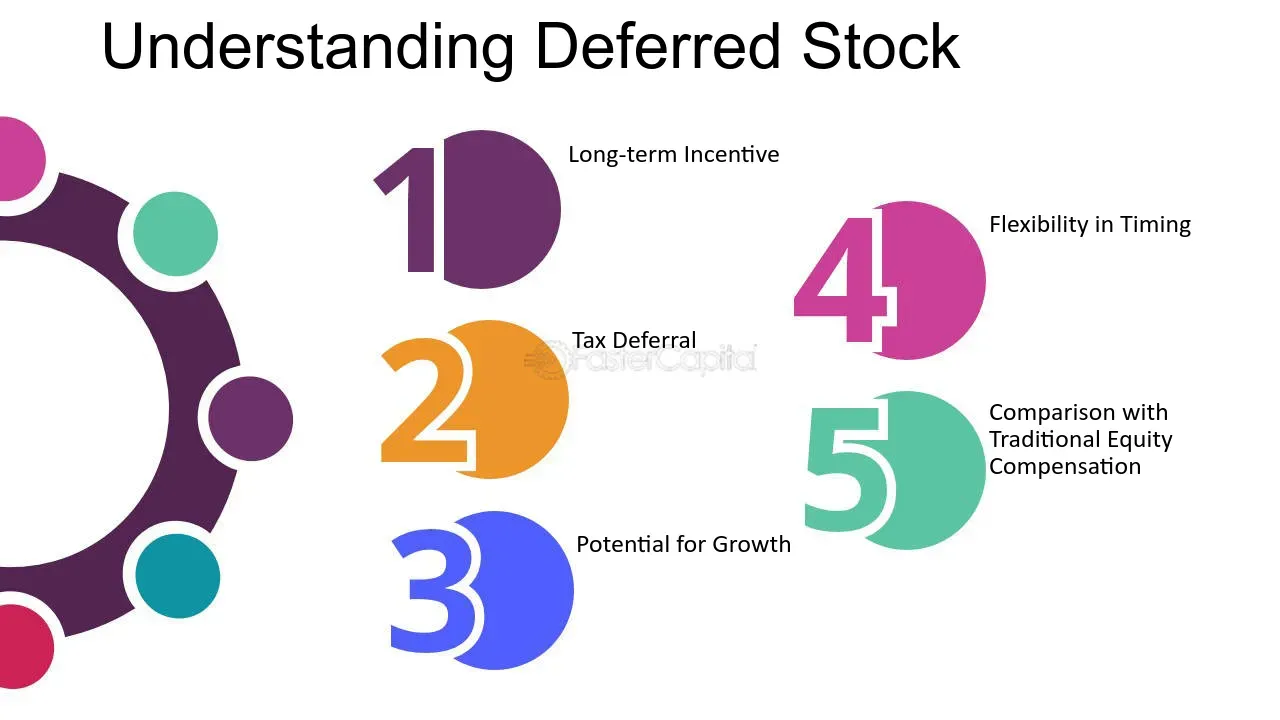 Understanding Deferred Stock
1
Long-term Incentive
2
Tax Deferral
FasterCapital
3
Potential for Growth
4
Flexibility in Timing
5
Comparison with
Traditional Equity
Compensation